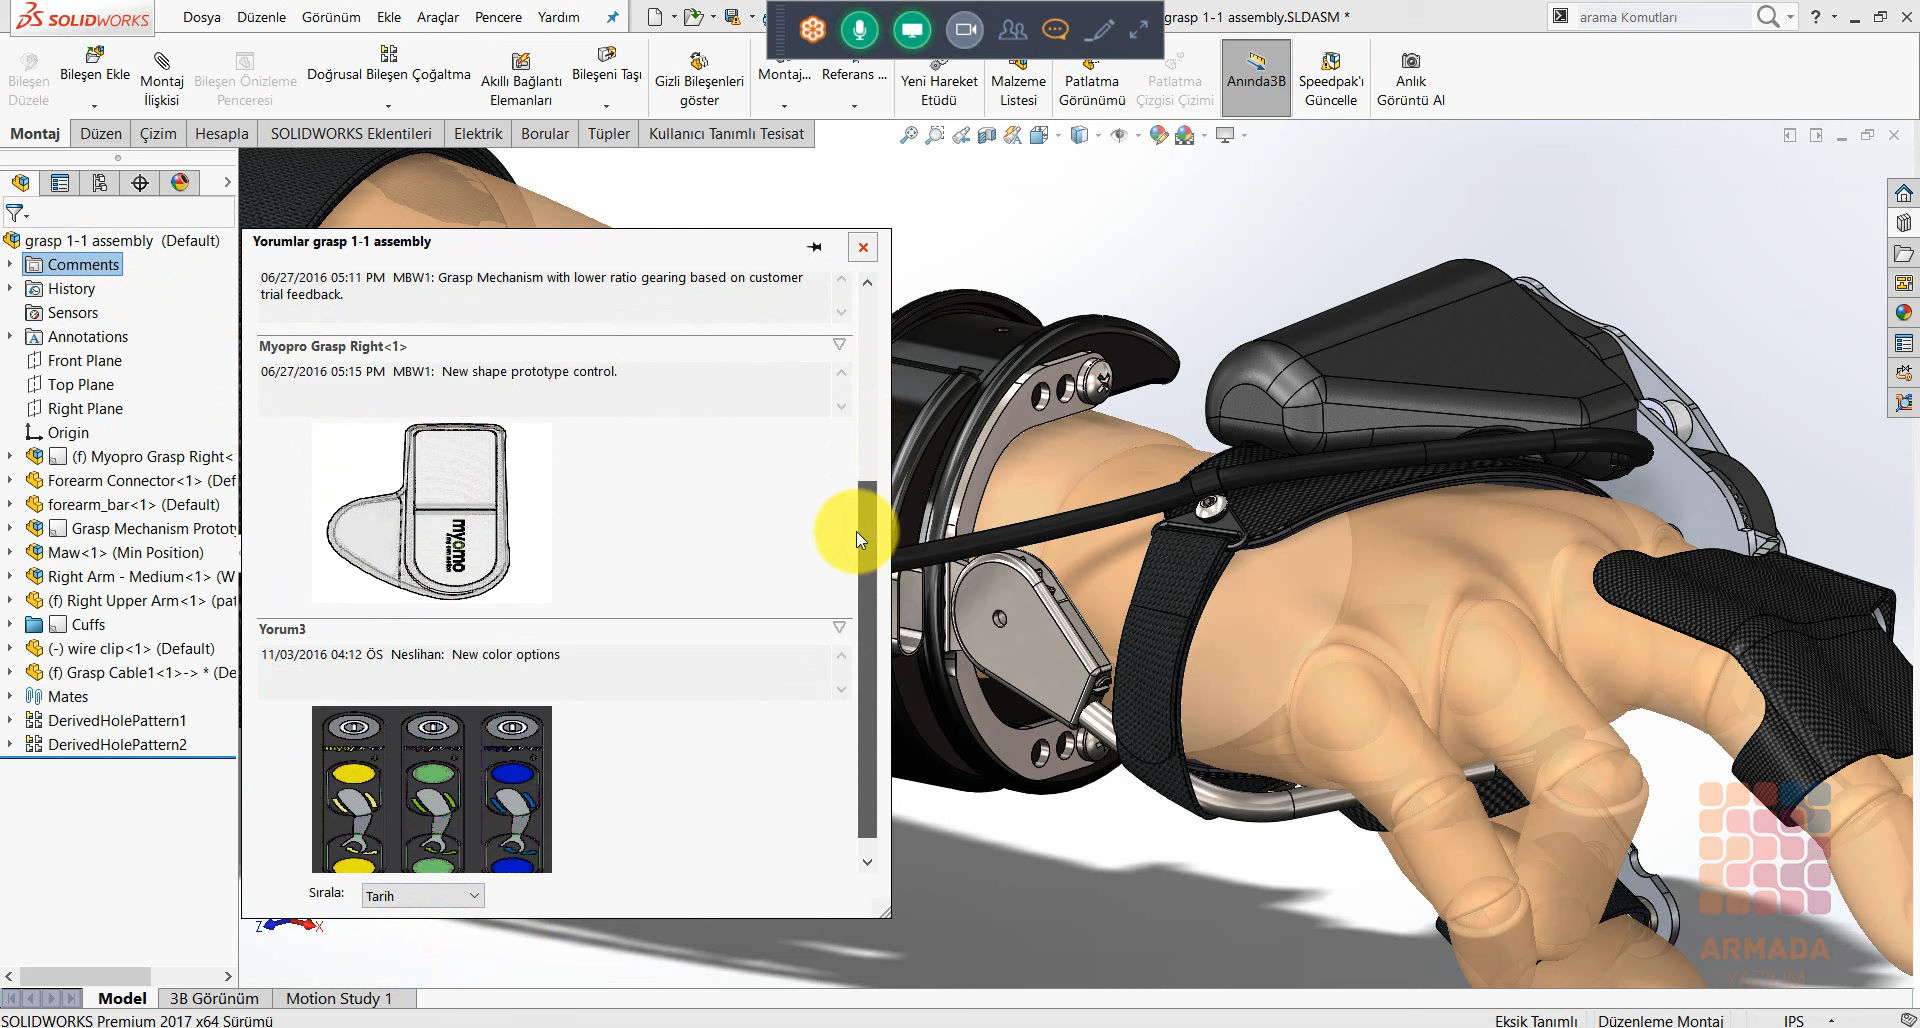 SOLIDWORKS
Dosya Düzenle Görünüm Ekle Araçlar Pencere Yardım
grasp 1-1 assembly.SLDASM *
arama Komutları
?
Bileşen Düzele
Bileşen Ekle
Montaj İlişkisi
Bileşen Önizleme Penceresi
Doğrusal Bileşen Çoğaltma
Akıllı Bağlantı Elemanları
Bileşeni Taşı
Gizli Bileşenleri göster
Montaj...
Referans ...
Yeni Hareket Etüdü
Malzeme Listesi
Patlatma Görünümü
Patlatma Çizgisi Çizimi
Anında3B
Speedpak'ı Güncelle
Anlık Görüntü Al
Montaj Düzen Çizim Hesapla SOLIDWORKS Eklentileri Elektrik Borular Tüpler Kullanıcı Tanımlı Tesisat
grasp 1-1 assembly (Default)
Comments
History
Sensors
Annotations
Front Plane
Top Plane
Right Plane
Origin
(f) Myopro Grasp Right<
Forearm Connector<1> (Def
forearm_bar<1> (Default)
Grasp Mechanism Protot
Maw<1> (Min Position)
Right Arm - Medium<1> (W
(f) Right Upper Arm<1> (pat
Cuffs
(-) wire clip<1> (Default)
(f) Grasp Cable1<1>-> * (De
Mates
DerivedHolePattern1
DerivedHolePattern2
Yorumlar grasp 1-1 assembly
06/27/2016 05:11 PM MBW1: Grasp Mechanism with lower ratio gearing based on customer
trial feedback.
Myopro Grasp Right<1>
06/27/2016 05:15 PM MBW1: New shape prototype control.
myomo
Yorum3
11/03/2016 04:12 ÖS Neslihan: New color options
Sırala: Tarih
Z X
ARMADA
YAZILIM
Model 3B Görünüm Motion Study 1
SOLIDWORKS Premium 2017 x64 Sürümü
Eksik Tanımlı Düzenleme Montaj IPS